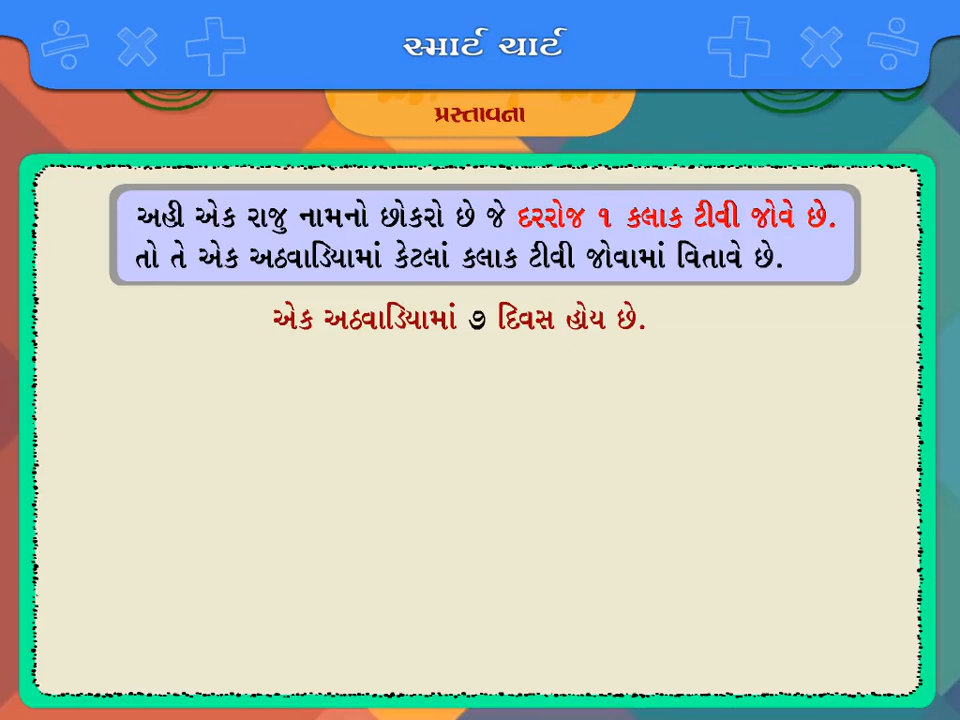 સ્માર્ટ ચાર્ટ
પ્રસ્તાવના
અહી એક રાજુ નામનો છોકરો છે જે દરરોજ ૧ કલાક ટીવી જોવે છે.
તો તે એક અઠવાડિયામાં કેટલાં કલાક ટીવી જોવામાં વિતાવે છે.
એક અઠવાડિયામાં ૭ દિવસ હોય છે.